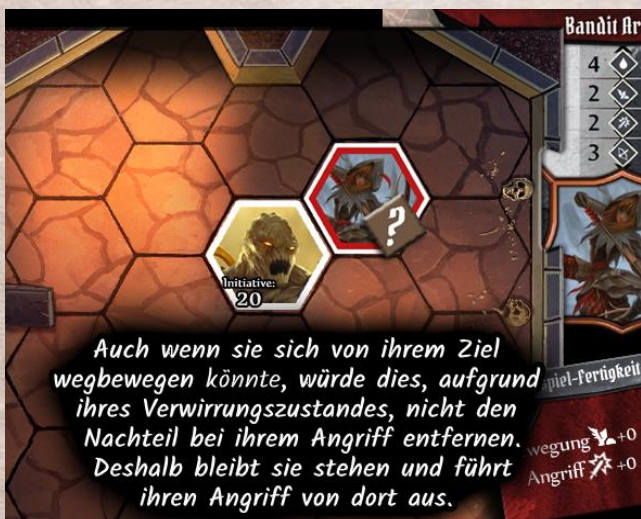 Bandit Ar
4
2
2
3
?
Initiative:
20
Auch wenn sie sich von ihrem Ziel
wegbewegen könnte, würde dies, aufgrund
ihres Verwirrungszustandes, nicht den
Nachteil bei ihrem Angriff entfernen.
Deshalb bleibt sie stehen und führt
ihren Angriff von dort aus.
spiel-Fertigkeit
wegung +0
Angriff +0